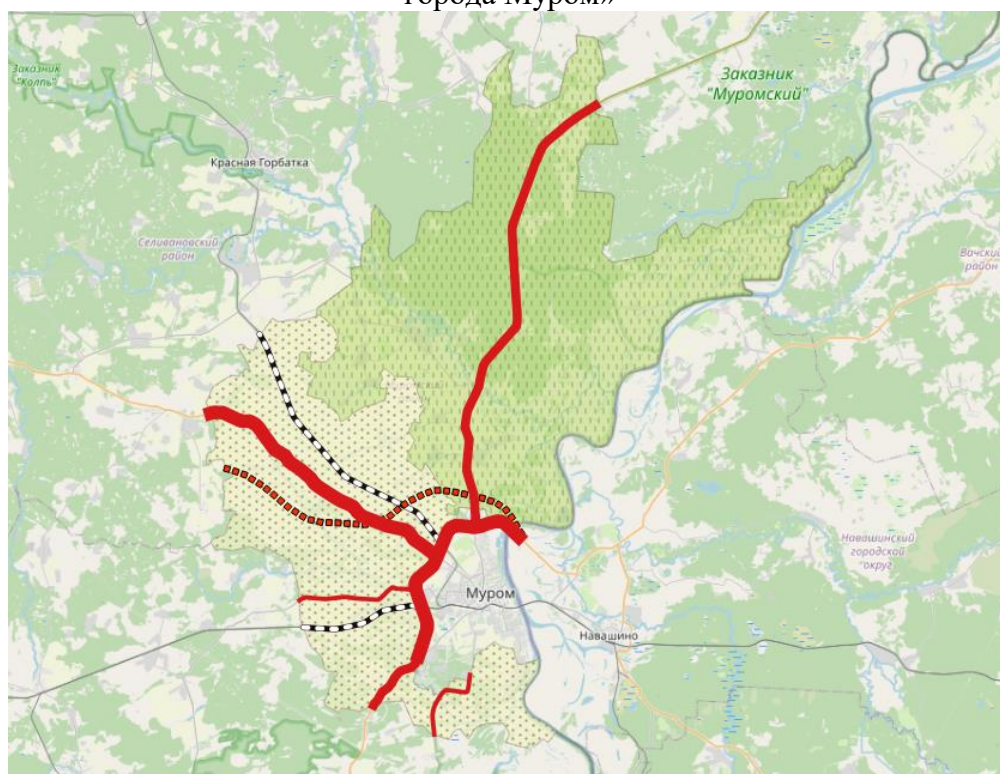 города Муром»
Заказник
"Колпь"
Заказник
"Муромский"
Красная Горбатка
Селивановский
район
Вачский
район
Навашинский
городской
округ
Муром
Навашино